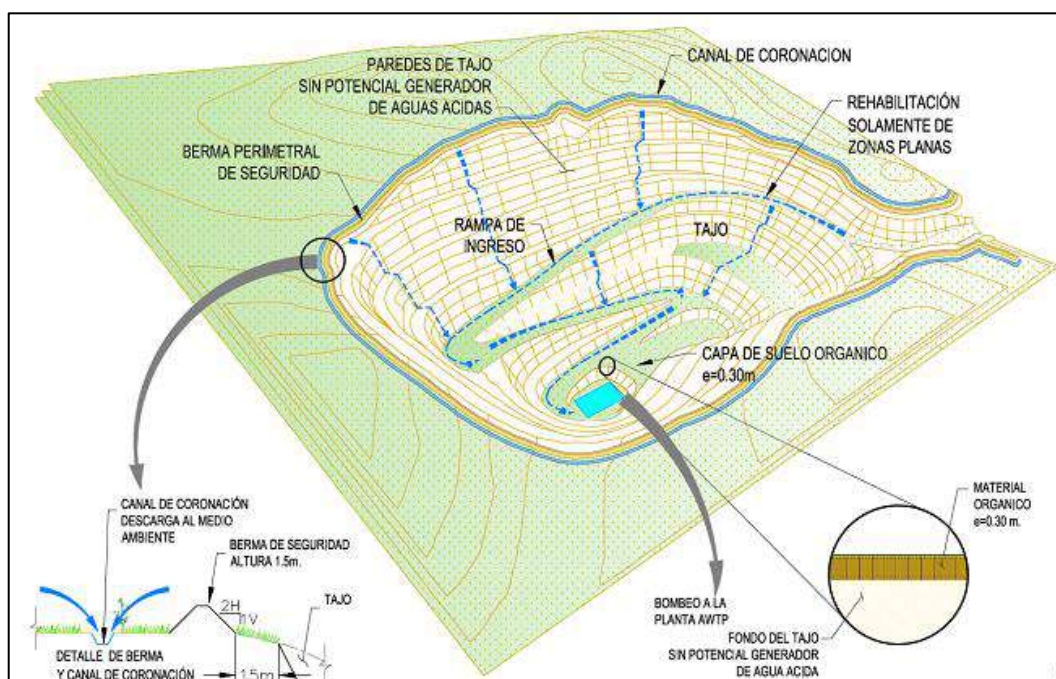 CANAL DE CORONACION
PAREDES DE TAJO
SIN POTENCIAL GENERADOR
DE AGUAS ACIDAS
REHABILITACIÓN
SOLAMENTE DE
ZONAS PLANAS
BERMA PERIMETRAL
DE SEGURIDAD
RAMPA DE
INGRESO
TAJO
CAPA DE SUELO ORGANICO
e=0.30m
CANAL DE CORONACIÓN
DESCARGA AL MEDIO
AMBIENTE
BERMA DE SEGURIDAD
ALTURA 1.5m.
TAJO
2H
1V
DETALLE DE BERMA
Y CANAL DE CORONACIÓN
1.5m
MATERIAL
ORGANICO
e=0.30 m.
BOMBEO A LA
PLANTA AWTP
FONDO DEL TAJO
SIN POTENCIAL GENERADOR
DE AGUA ACIDA